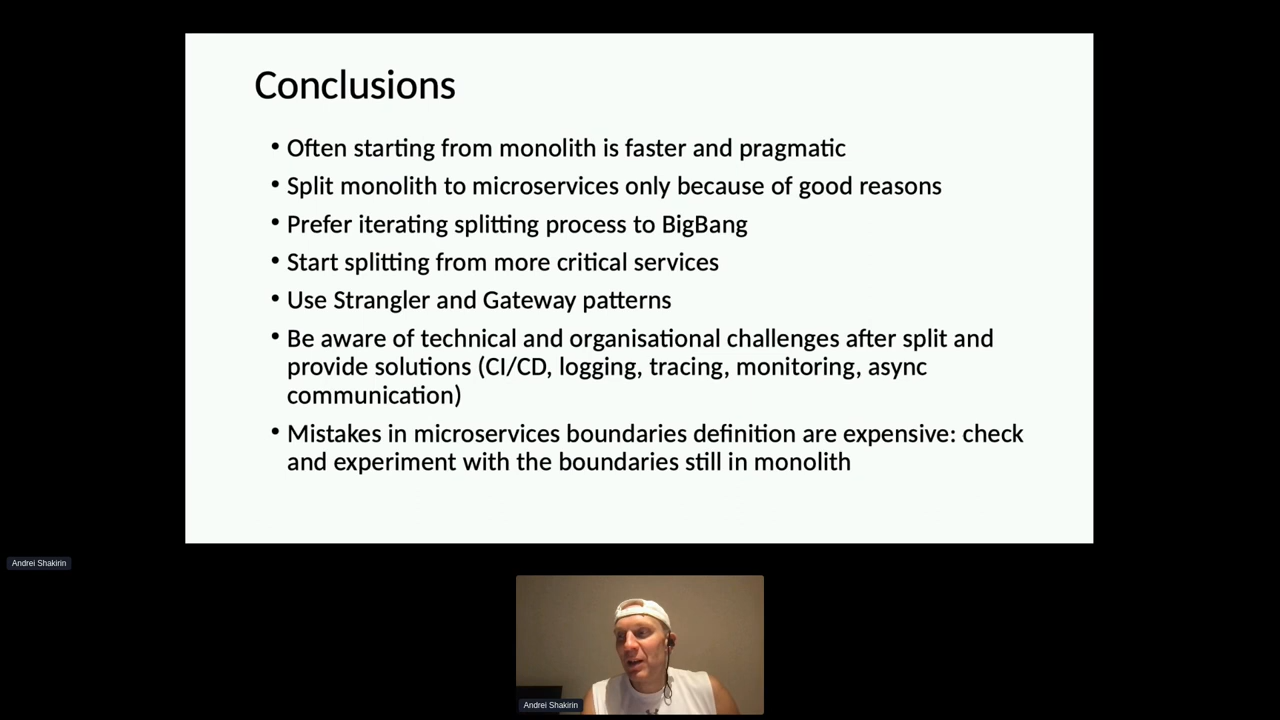 Conclusions
• Often starting from monolith is faster and pragmatic
• Split monolith to microservices only because of good reasons
• Prefer iterating splitting process to BigBang
• Start splitting from more critical services
• Use Strangler and Gateway patterns
• Be aware of technical and organisational challenges after split and
provide solutions (CI/CD, logging, tracing, monitoring, async
communication)
• Mistakes in microservices boundaries definition are expensive: check
and experiment with the boundaries still in monolith
Andrei Shakirin
Andrei Shakirin